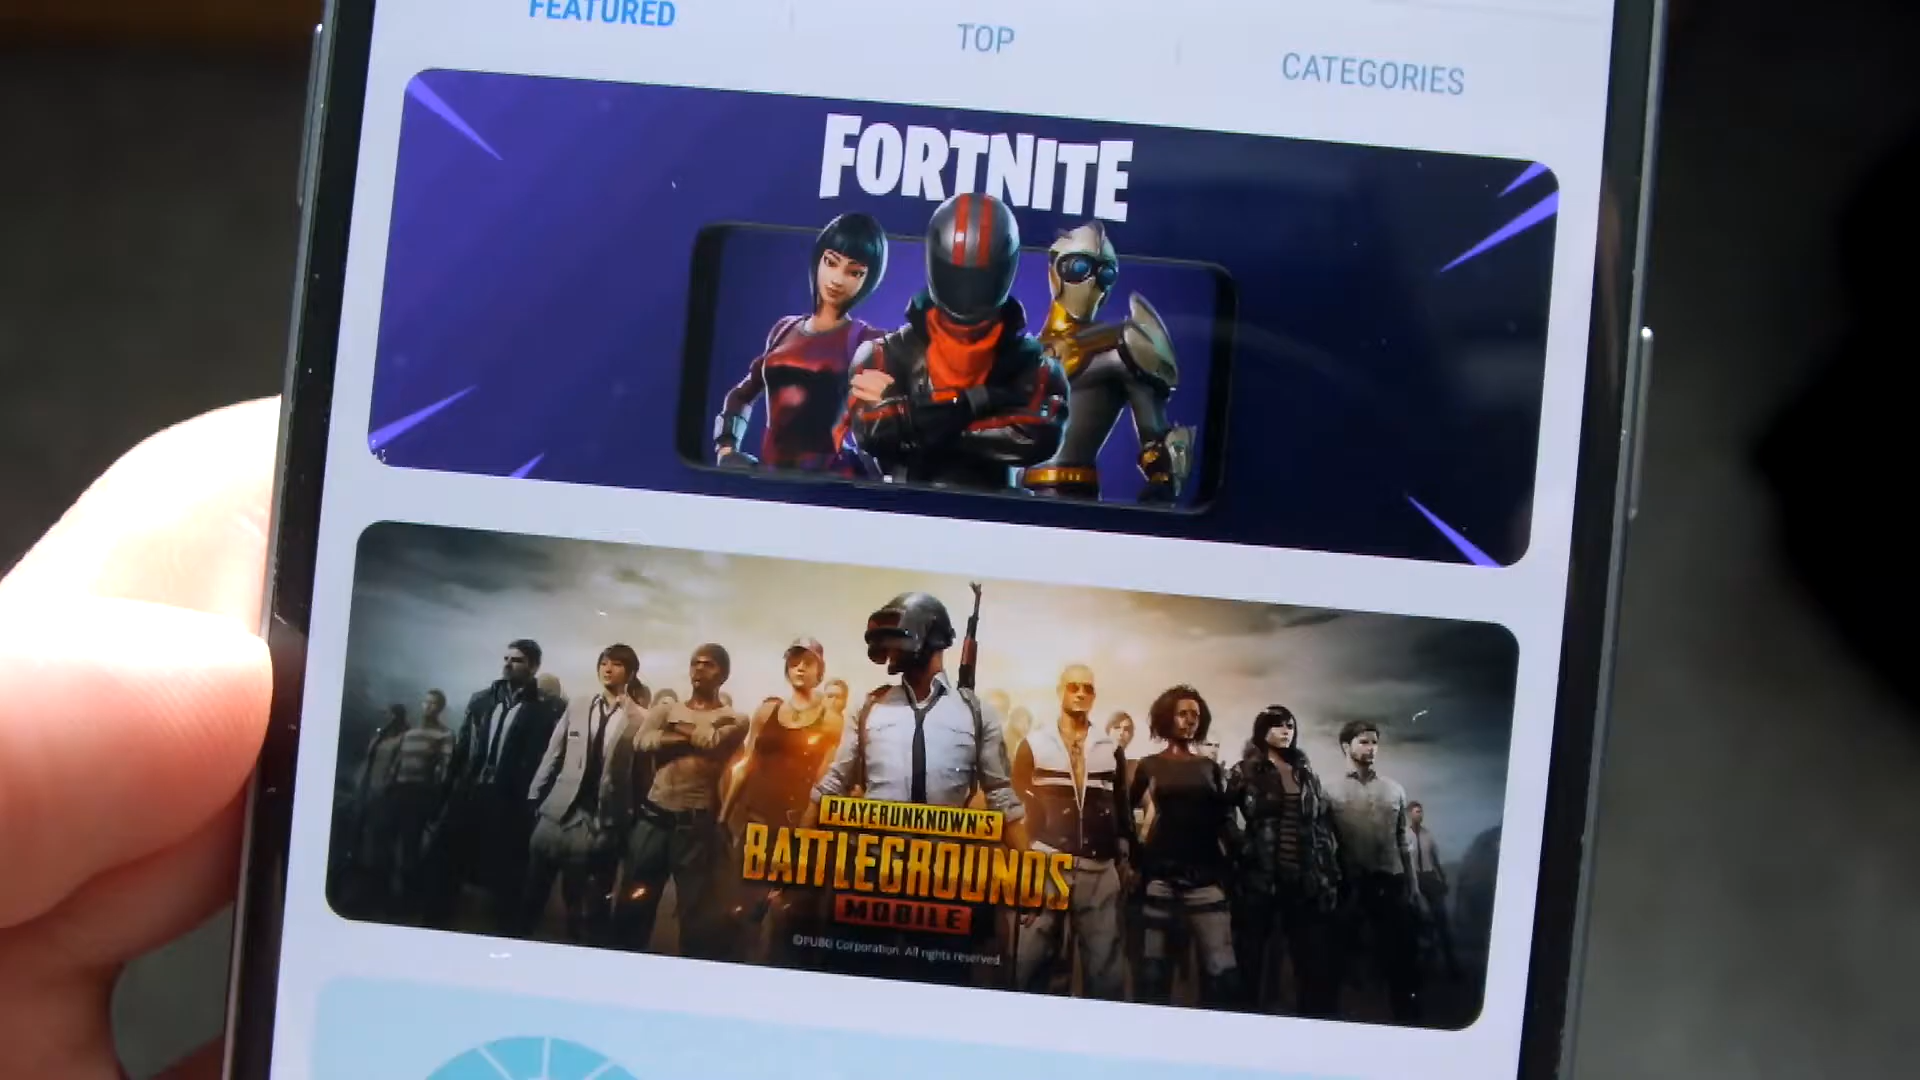 FEATURED
TOP
CATEGORIES
FORTNITE
PLAYERUNKNOWN'S
BATTLEGROUNDS
MOBILE
©PUBG Corporation. All rights reserved.